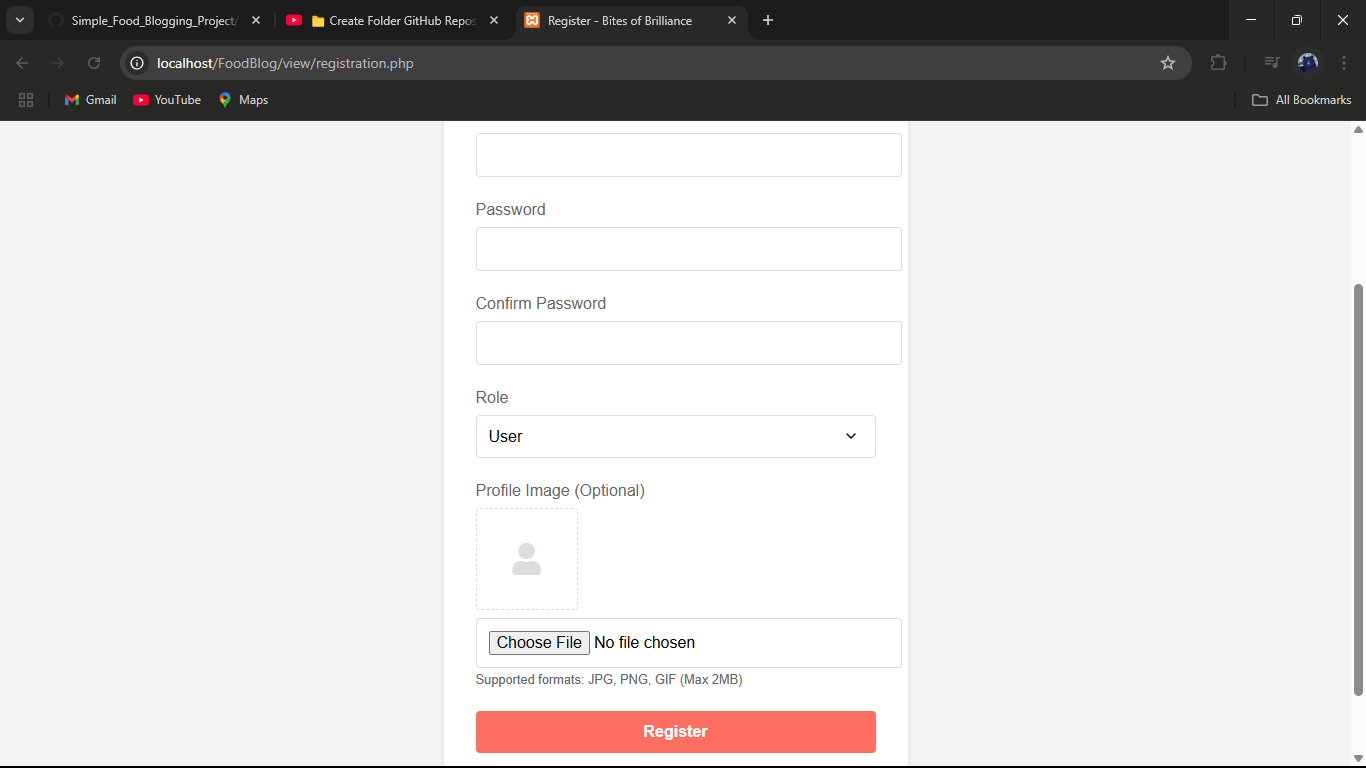 Simple_Food_Blogging_Project/
Create Folder GitHub Repos
Register - Bites of Brilliance
localhost/FoodBlog/view/registration.php
Gmail
YouTube
Maps
All Bookmarks
Password
Confirm Password
Role
User
Profile Image (Optional)
Choose File No file chosen
Supported formats: JPG, PNG, GIF (Max 2MB)
Register